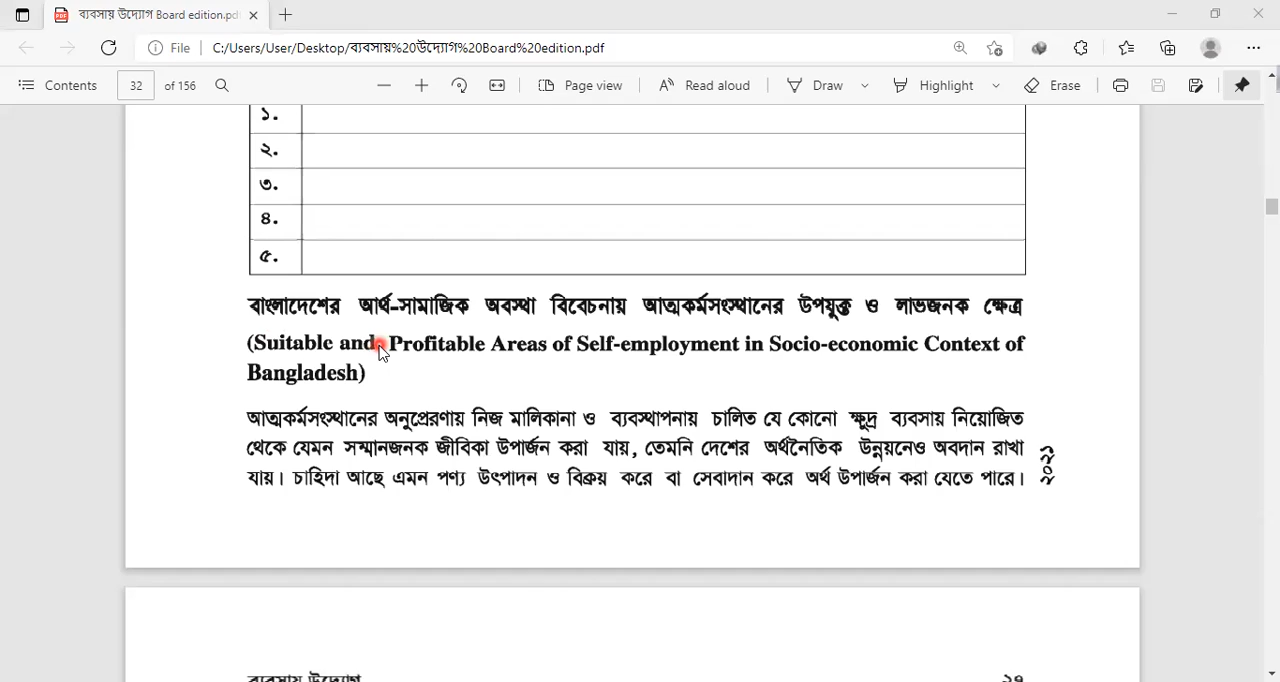 ব্যবসায় উদ্যোগ Board edition.pd
File C:/Users/User/Desktop/ব্যবসায়%20উদ্যোগ%20Board%20edition.pdf
Contents 32 of 156 Page view Read aloud Draw Highlight Erase
১.
২.
৩.
৪.
৫.
বাংলাদেশের আর্থ-সামাজিক অবস্থা বিবেচনায় আত্মকর্মসংস্থানের উপযুক্ত ও লাভজনক ক্ষেত্র
(Suitable and Profitable Areas of Self-employment in Socio-economic Context of
Bangladesh)
আত্মকর্মসংস্থানের অনুপ্রেরণায় নিজ মালিকানা ও ব্যবস্থাপনায় চালিত যে কোনো ক্ষুদ্র ব্যবসায় নিয়োজিত
থেকে যেমন সম্মানজনক জীবিকা উপার্জন করা যায়, তেমনি দেশের অর্থনৈতিক উন্নয়নেও অবদান রাখা
যায়। চাহিদা আছে এমন পণ্য উৎপাদন ও বিক্রয় করে বা সেবাদান করে অর্থ উপার্জন করা যেতে পারে।
২০২১
ব্যবসায় উদ্যোগ